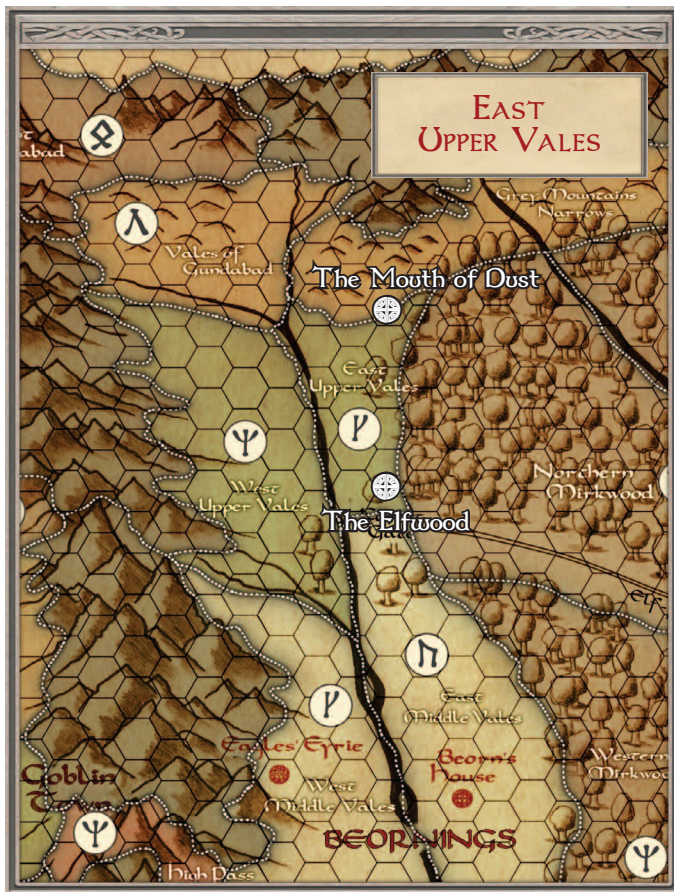 East
Upper Vales
Grey Mountains
Narrows
Vales of
Gundabad
The Mouth of Dust
East
Upper Vales
West
Upper Vales
Northern
Mirkwood
The Elfwood
East
Middle Vales
Eagles' Eyrie
Beorn's
House
Western
Goblin
Town
West
Middle Vales
BEORNINGS
High Pass